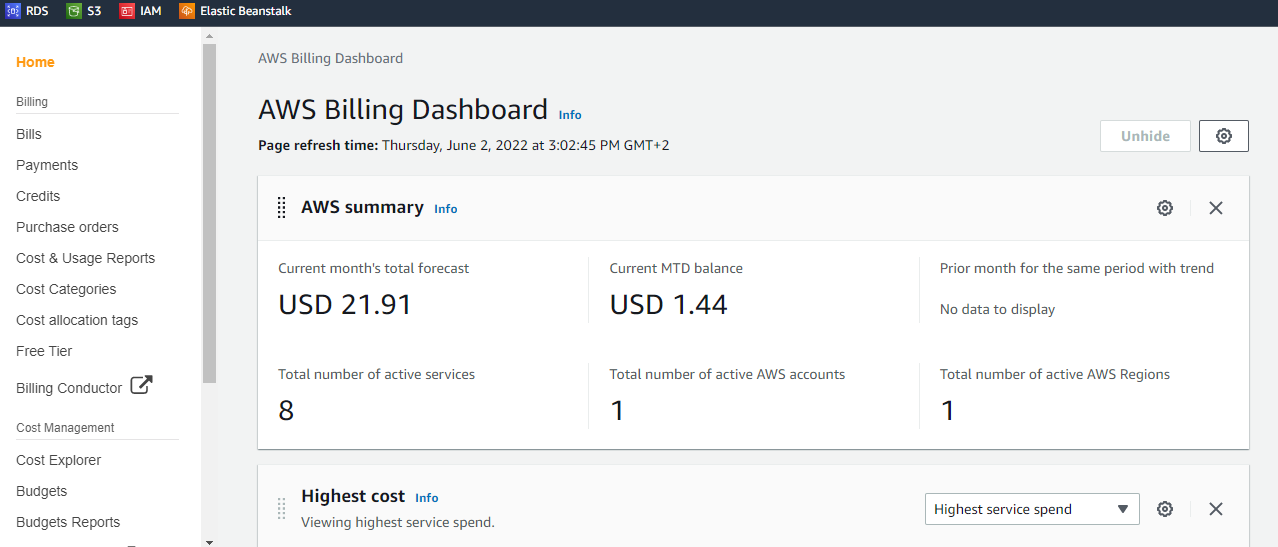 RDS S3 IAM Elastic Beanstalk
Home
Billing
Bills
Payments
Credits
Purchase orders
Cost & Usage Reports
Cost Categories
Cost allocation tags
Free Tier
Billing Conductor
Cost Management
Cost Explorer
Budgets
Budgets Reports
AWS Billing Dashboard
AWS Billing Dashboard Info
Page refresh time: Thursday, June 2, 2022 at 3:02:45 PM GMT+2
Unhide
AWS summary Info
Current month's total forecast
USD 21.91
Current MTD balance
USD 1.44
Prior month for the same period with trend
No data to display
Total number of active services
8
Total number of active AWS accounts
1
Total number of active AWS Regions
1
Highest cost Info
Viewing highest service spend.
Highest service spend